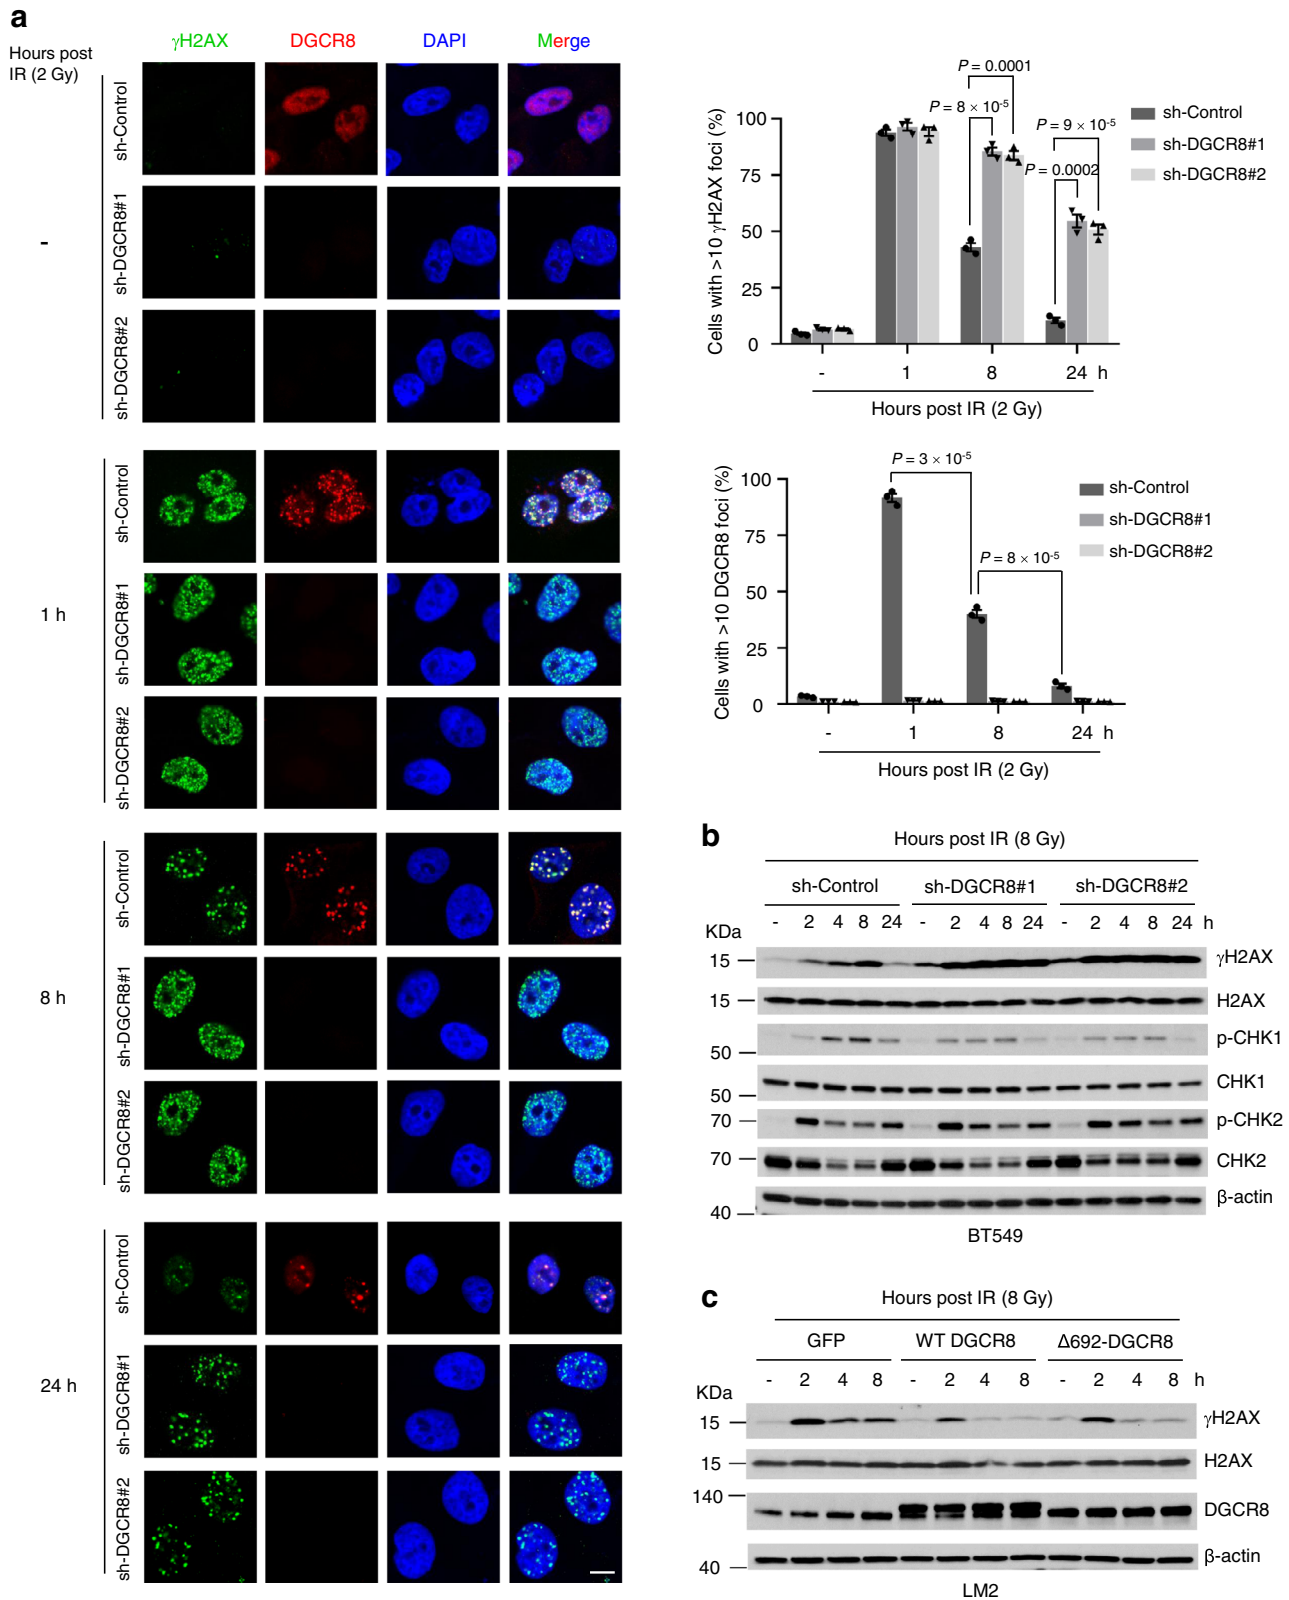 a
Hours post
IR (2 Gy)
γH2AX DGCR8 DAPI Merge
-
sh-Control
sh-DGCR8#1
sh-DGCR8#2
1 h
sh-Control
sh-DGCR8#1
sh-DGCR8#2
8 h
sh-Control
sh-DGCR8#1
sh-DGCR8#2
24 h
sh-Control
sh-DGCR8#1
sh-DGCR8#2
Cells with >10 γH2AX foci (%)
100
75
50
25
0
P = 0.0001
P = 8 × 10-5
P = 9 × 10-5
P = 0.0002
sh-Control
sh-DGCR8#1
sh-DGCR8#2
- 1 8 24 h
Hours post IR (2 Gy)
Cells with >10 DGCR8 foci (%)
100
75
50
25
0
P = 3 × 10-5
P = 8 × 10-5
sh-Control
sh-DGCR8#1
sh-DGCR8#2
- 1 8 24 h
Hours post IR (2 Gy)
b
Hours post IR (8 Gy)
sh-Control sh-DGCR8#1 sh-DGCR8#2
- 2 4 8 24 - 2 4 8 24 - 2 4 8 24 h
KDa
15 γH2AX
15 H2AX
p-CHK1
50
CHK1
50
70 p-CHK2
70 CHK2
β-actin
40
BT549
c
Hours post IR (8 Gy)
GFP WT DGCR8 Δ692-DGCR8
- 2 4 8 - 2 4 8 - 2 4 8 h
KDa
15 γH2AX
15 H2AX
140
DGCR8
β-actin
40
LM2